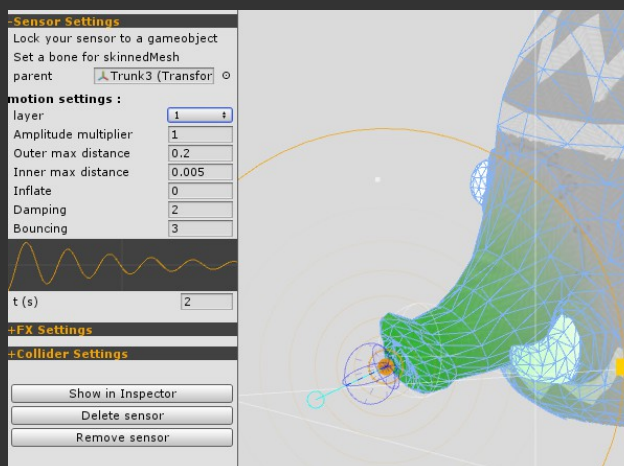 -Sensor Settings
Lock your sensor to a gameobject
Set a bone for skinnedMesh
parent Trunk3 (Transfor
motion settings :
layer 1
Amplitude multiplier 1
Outer max distance 0.2
Inner max distance 0.005
Inflate 0
Damping 2
Bouncing 3
t (s) 2
+FX Settings
+Collider Settings
Show in Inspector
Delete sensor
Remove sensor